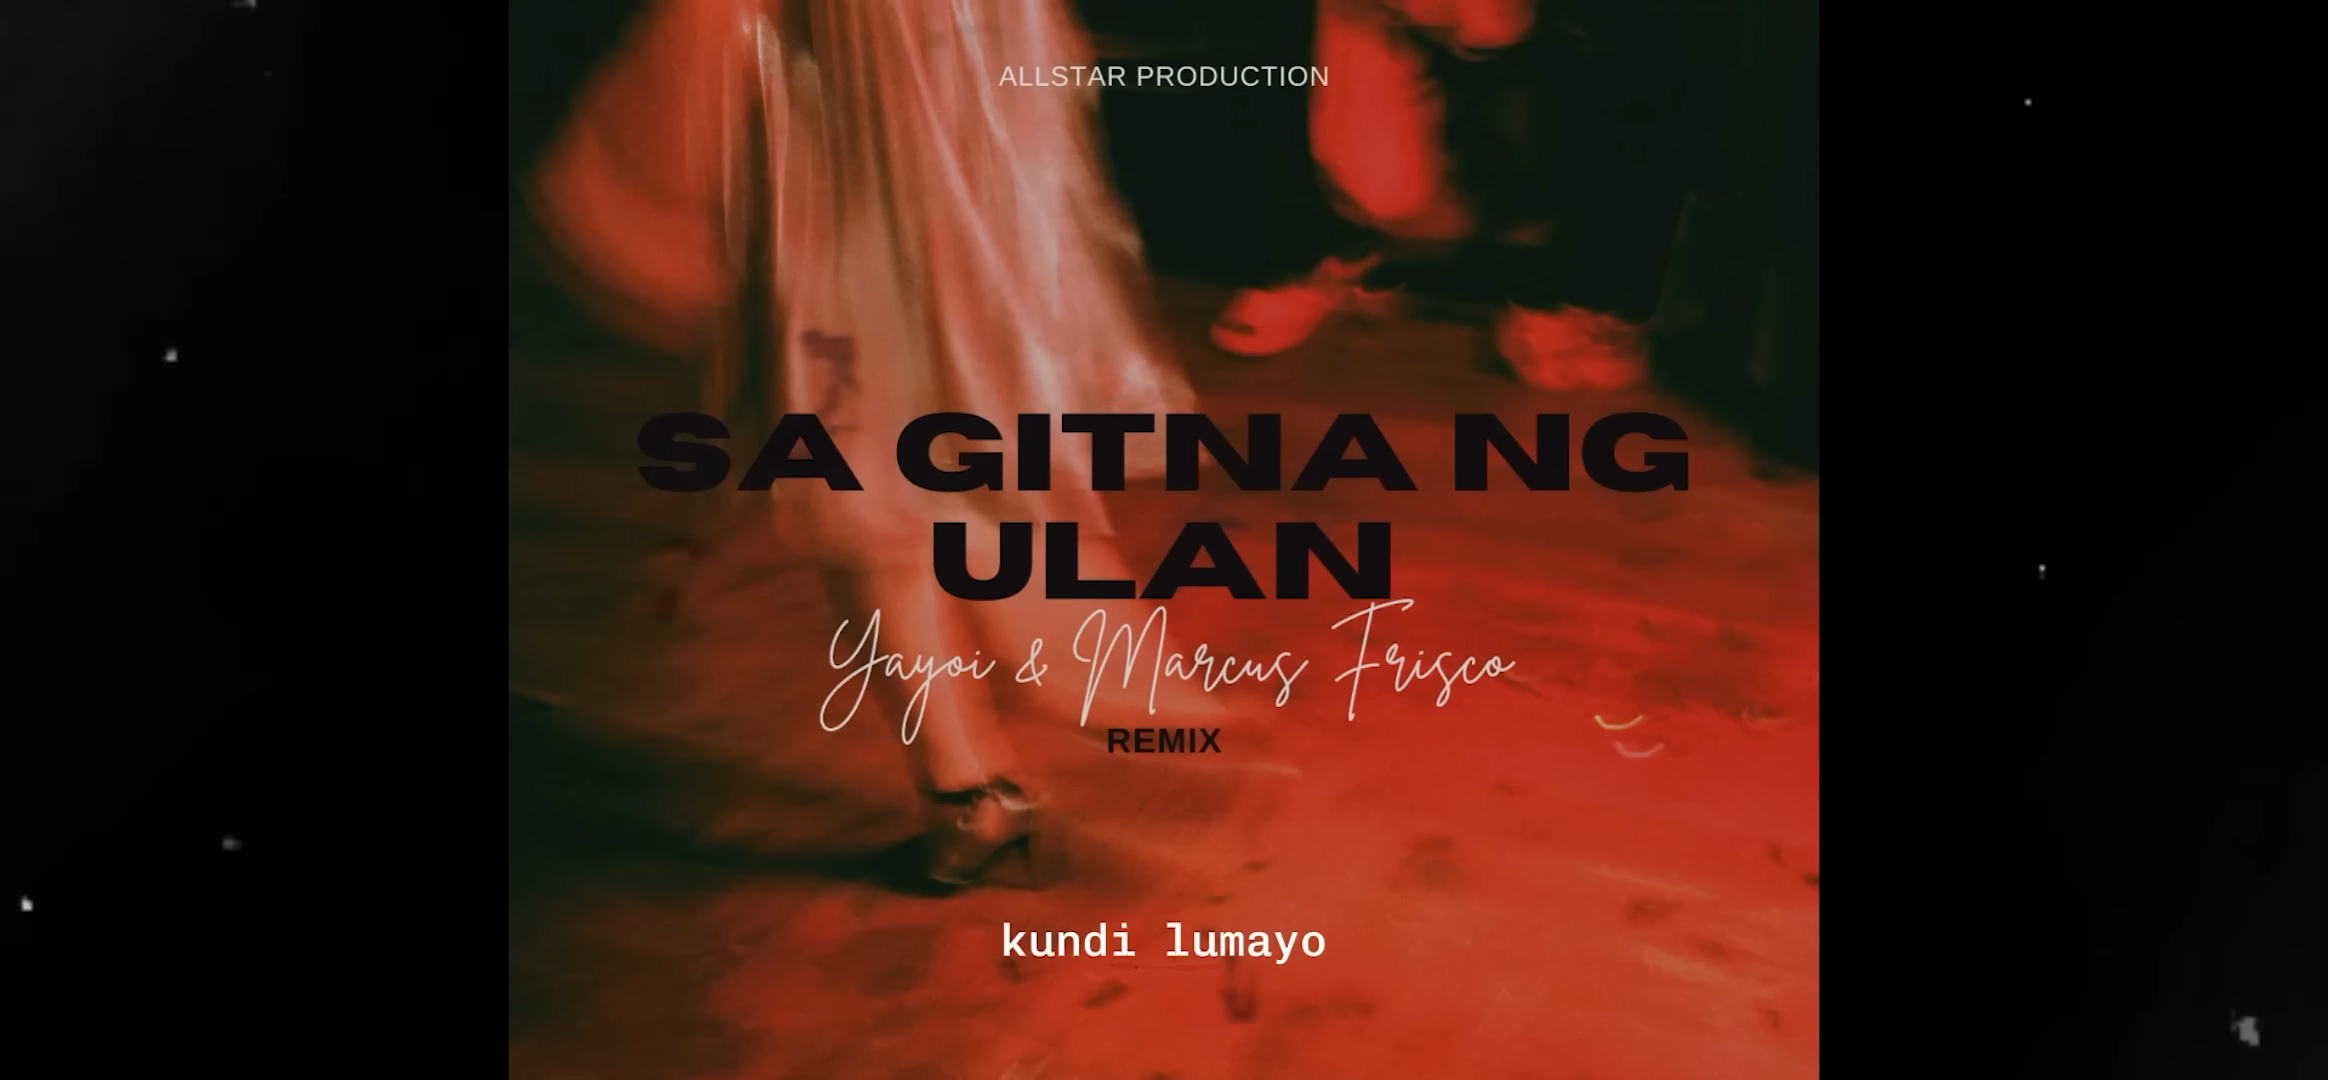 ALLSTAR PRODUCTION
SA GITNA NG
ULAN
Yayoi & Marcus Frisco
REMIX
kundi lumayo